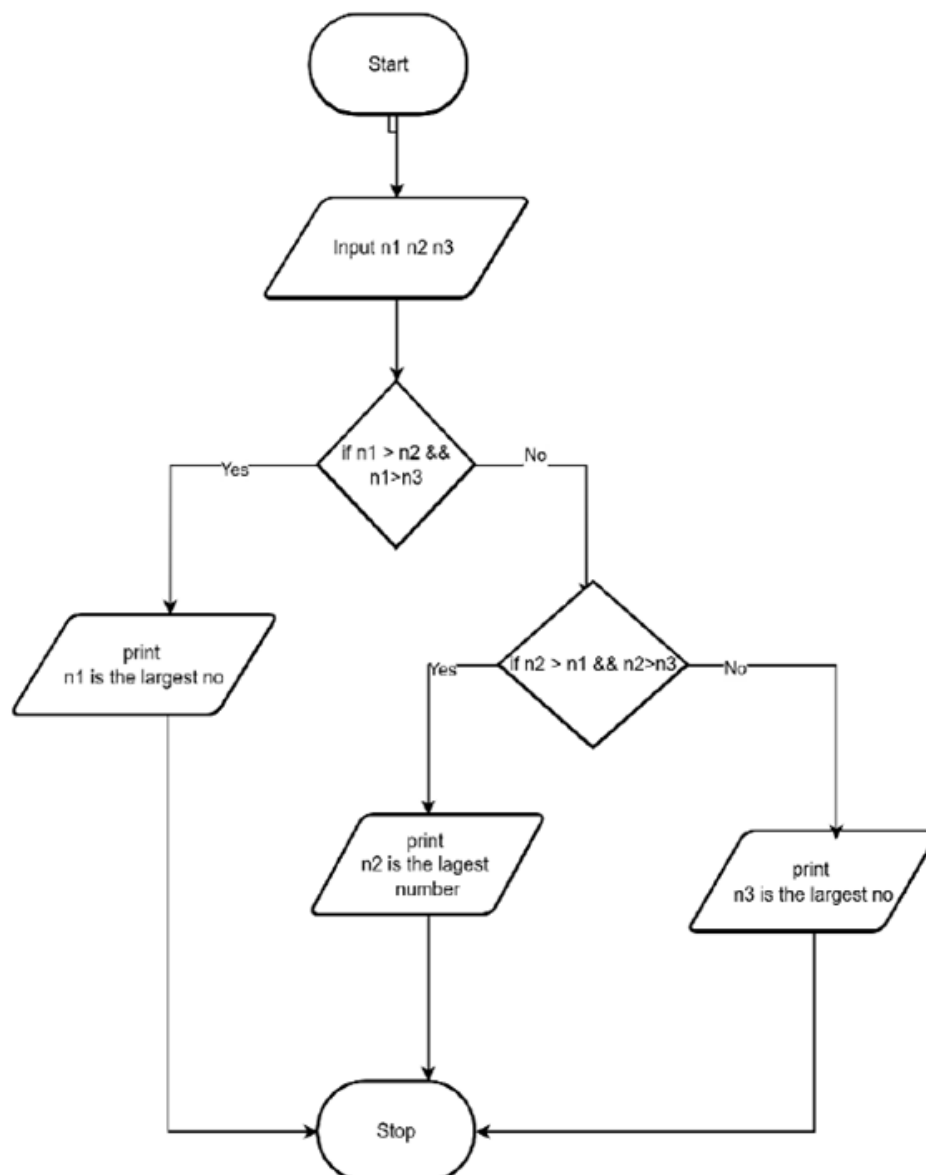 Start
Input n1 n2 n3
if n1 > n2 &&
n1>n3
Yes
No
print
n1 is the largest no
if n2 > n1 && n2>n3
Yes
No
print
n2 is the lagest
number
print
n3 is the largest no
Stop